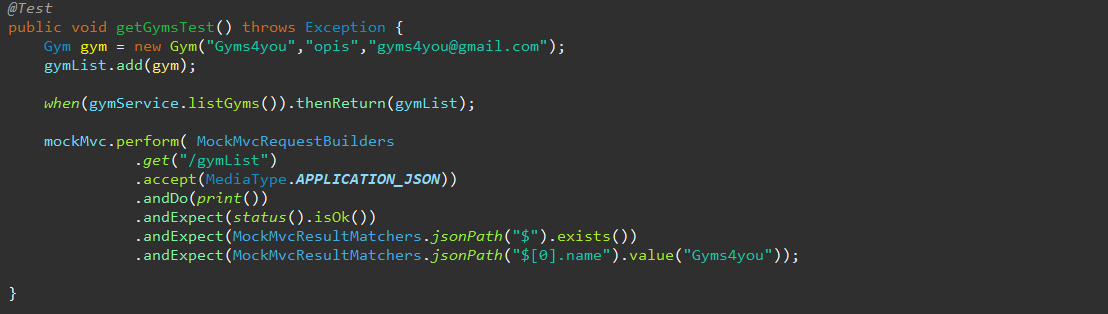 @Test
public void getGymsTest() throws Exception {
    Gym gym = new Gym("Gyms4you","opis","gyms4you@gmail.com");
    gymList.add(gym);

    when(gymService.listGyms()).thenReturn(gymList);

    mockMvc.perform( MockMvcRequestBuilders
              .get("/gymList")
              .accept(MediaType.APPLICATION_JSON))
              .andDo(print())
              .andExpect(status().isOk())
              .andExpect(MockMvcResultMatchers.jsonPath("$").exists())
              .andExpect(MockMvcResultMatchers.jsonPath("$[0].name").value("Gyms4you"));

}